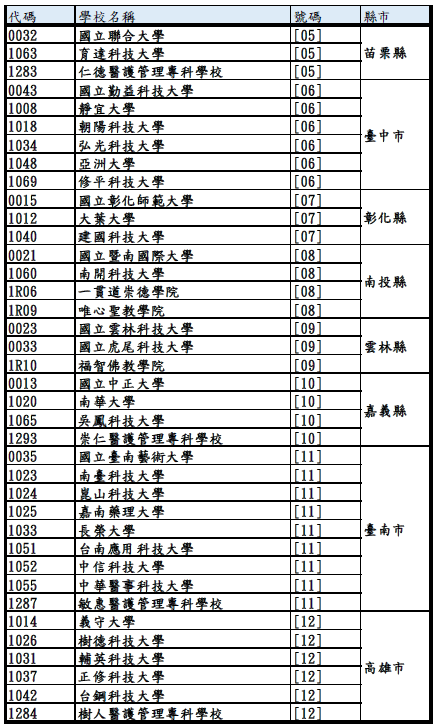 代碼 學校名稱 號碼 縣市
0032 國立聯合大學 [05]
1063 育達科技大學 [05] 苗栗縣
1283 仁德醫護管理專科學校 [05]
0043 國立勤益科技大學 [06]
1008 靜宜大學 [06]
1018 朝陽科技大學 [06]
臺中市
1034 弘光科技大學 [06]
1048 亞洲大學 [06]
1069 修平科技大學 [06]
0015 國立彰化師範大學 [07]
1012 大葉大學 [07] 彰化縣
1040 建國科技大學 [07]
0021 國立暨南國際大學 [08]
1060 南開科技大學 [08]
南投縣
1R06 一貫道崇德學院 [08]
1R09 唯心聖教學院 [08]
0023 國立雲林科技大學 [09]
0033 國立虎尾科技大學 [09] 雲林縣
1R10 福智佛教學院 [09]
0013 國立中正大學 [10]
1020 南華大學 [10]
嘉義縣
1065 吳鳳科技大學 [10]
1293 崇仁醫護管理專科學校 [10]
0035 國立臺南藝術大學 [11]
1023 南臺科技大學 [11]
1024 崑山科技大學 [11]
1025 嘉南藥理大學 [11]
1033 長榮大學 [11] 臺南市
1051 台南應用科技大學 [11]
1052 中信科技大學 [11]
1055 中華醫事科技大學 [11]
1287 敏惠醫護管理專科學校 [11]
1014 義守大學 [12]
1026 樹德科技大學 [12]
1031 輔英科技大學 [12]
高雄市
1037 正修科技大學 [12]
1042 台鋼科技大學 [12]
1284 樹人醫護管理專科學校 [12]